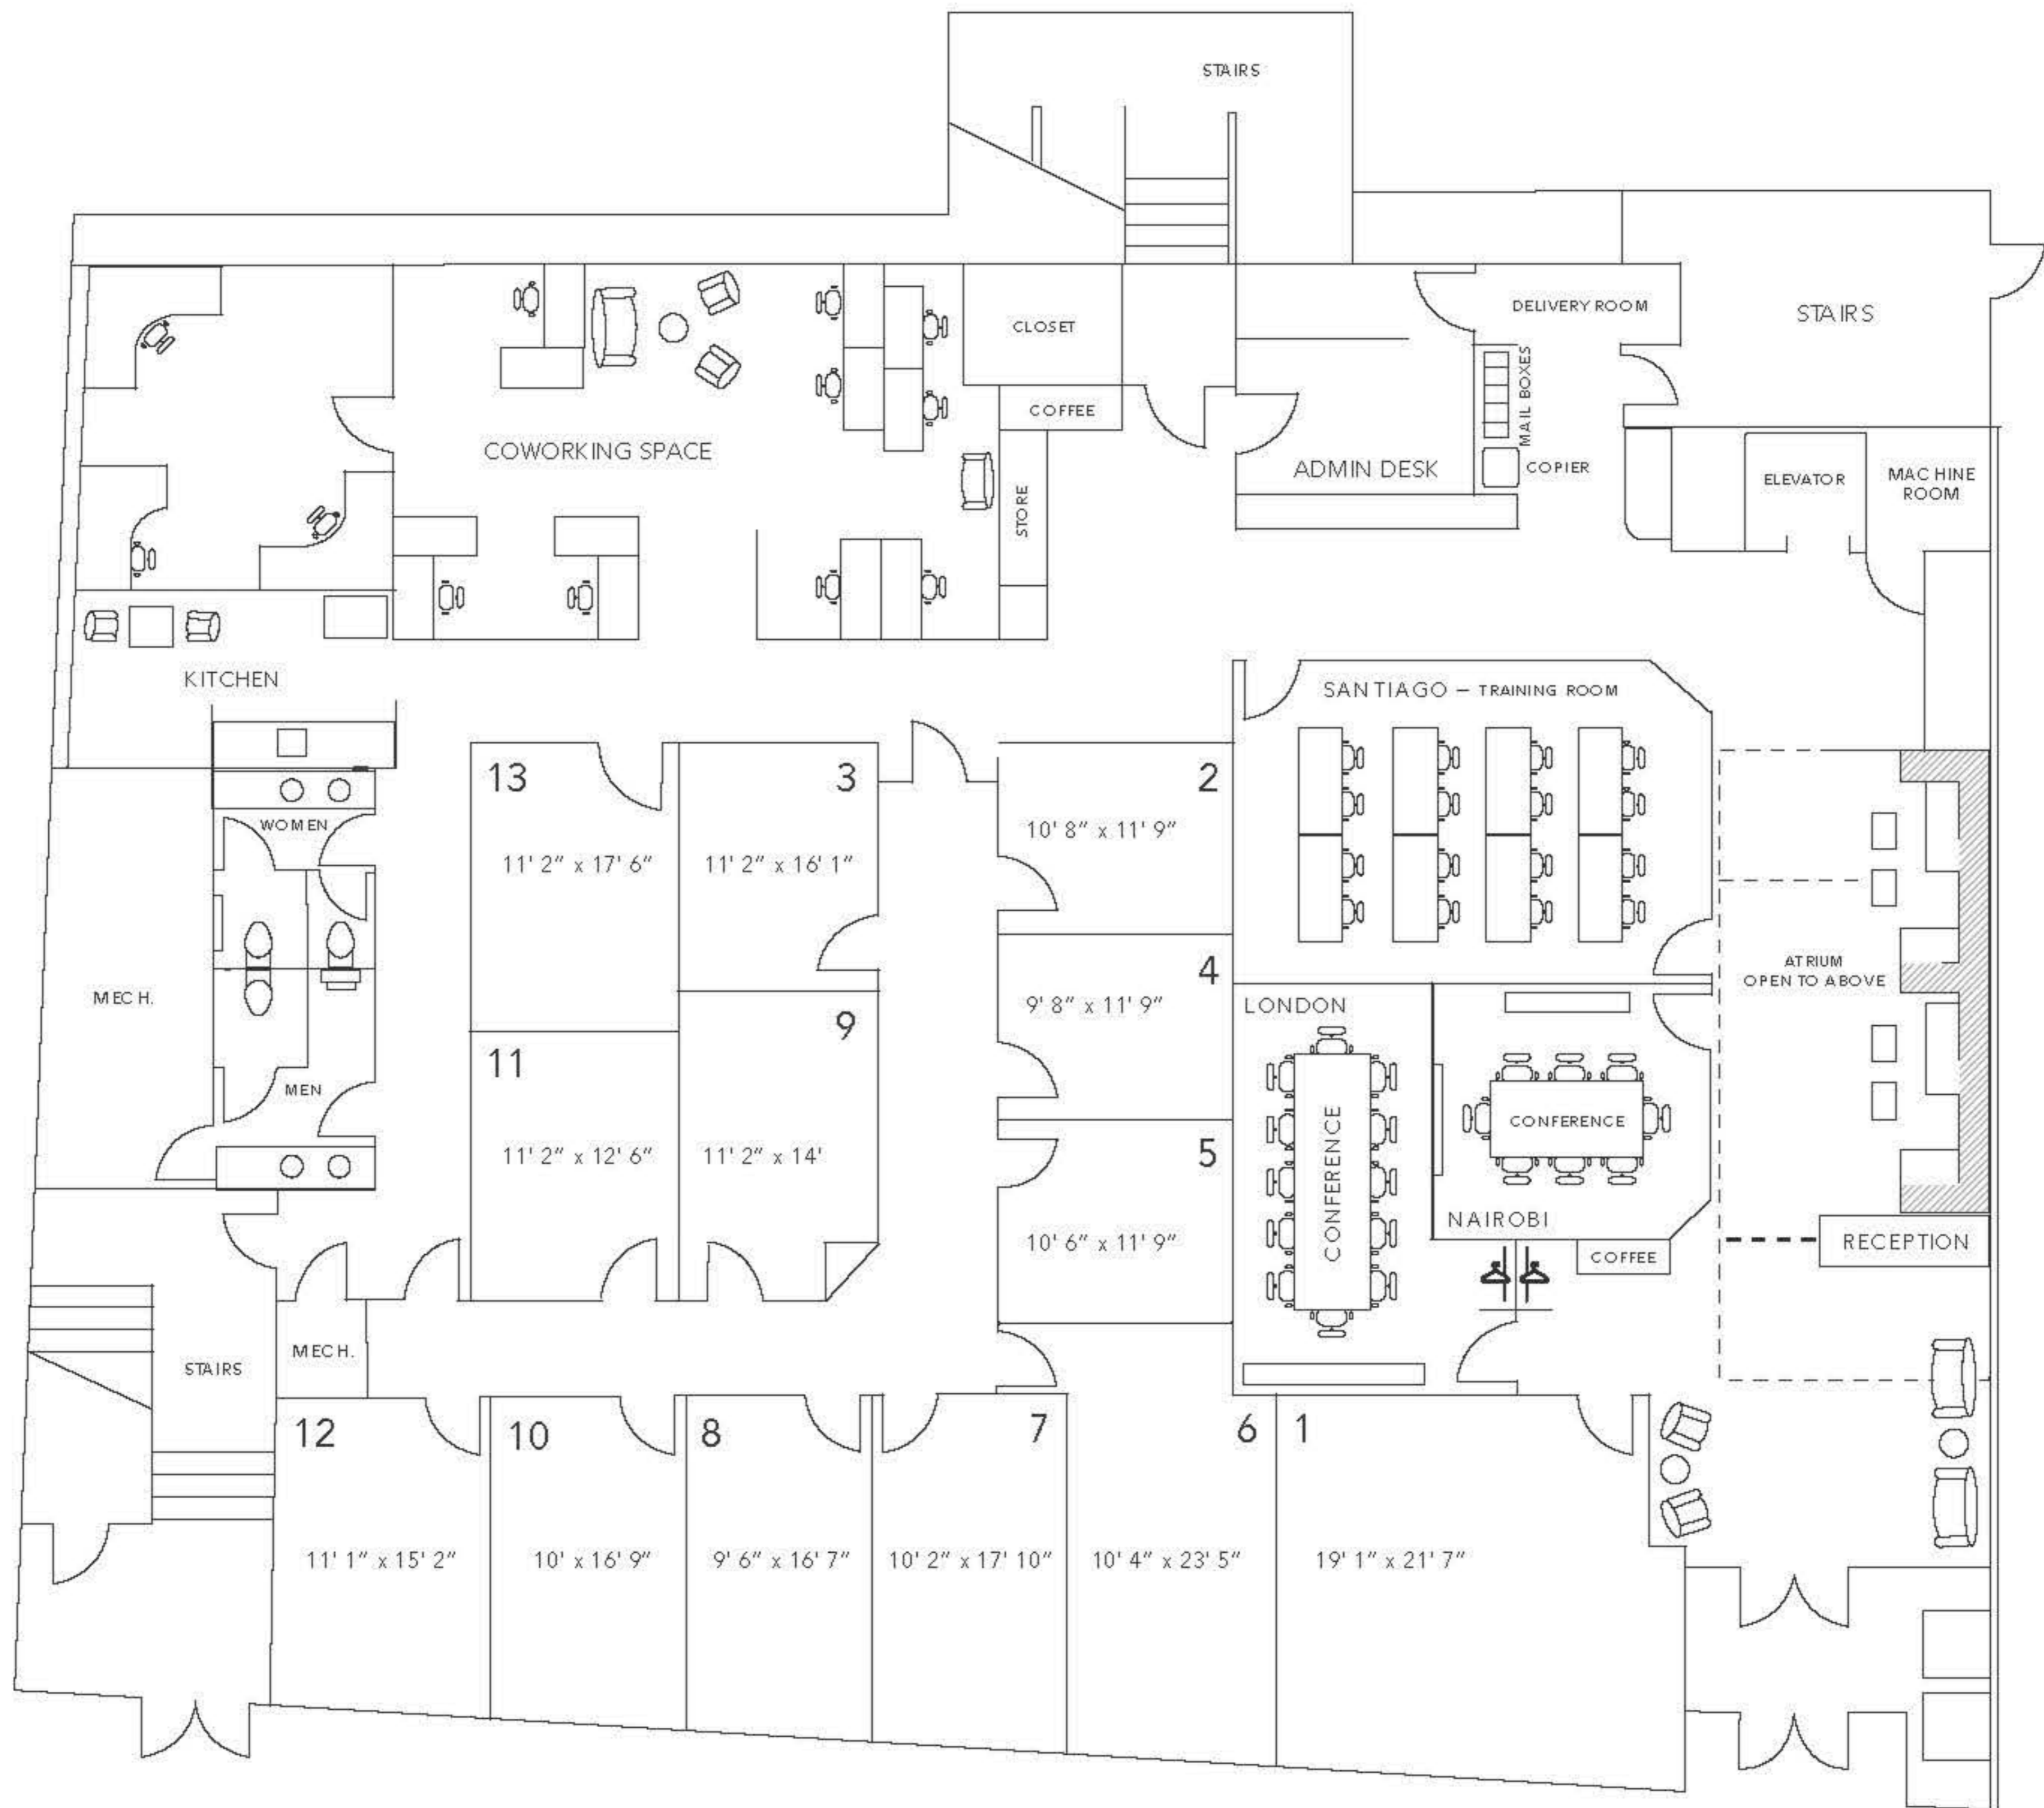 STAIRS
DELIVERY ROOM
STAIRS
CLOSET
MAIL BOXES
COFFEE
COWORKING SPACE
ADMIN DESK
COPIER
ELEVATOR
MACHINE
ROOM
STORE
KITCHEN
SANTIAGO – TRAINING ROOM
13
11' 2" x 17' 6"
3
11' 2" x 16' 1"
2
10' 8" x 11' 9"
WOMEN
4
9' 8" x 11' 9"
ATRIUM
OPEN TO ABOVE
MECH.
LONDON
CONFERENCE
9
11' 2" x 14'
11
11' 2" x 12' 6"
MEN
CONFERENCE
NAIROBI
5
10' 6" x 11' 9"
RECEPTION
COFFEE
MECH.
STAIRS
12
11' 1" x 15' 2"
10
10' x 16' 9"
8
9' 6" x 16' 7"
7
10' 2" x 17' 10"
6
10' 4" x 23' 5"
1
19' 1" x 21' 7"